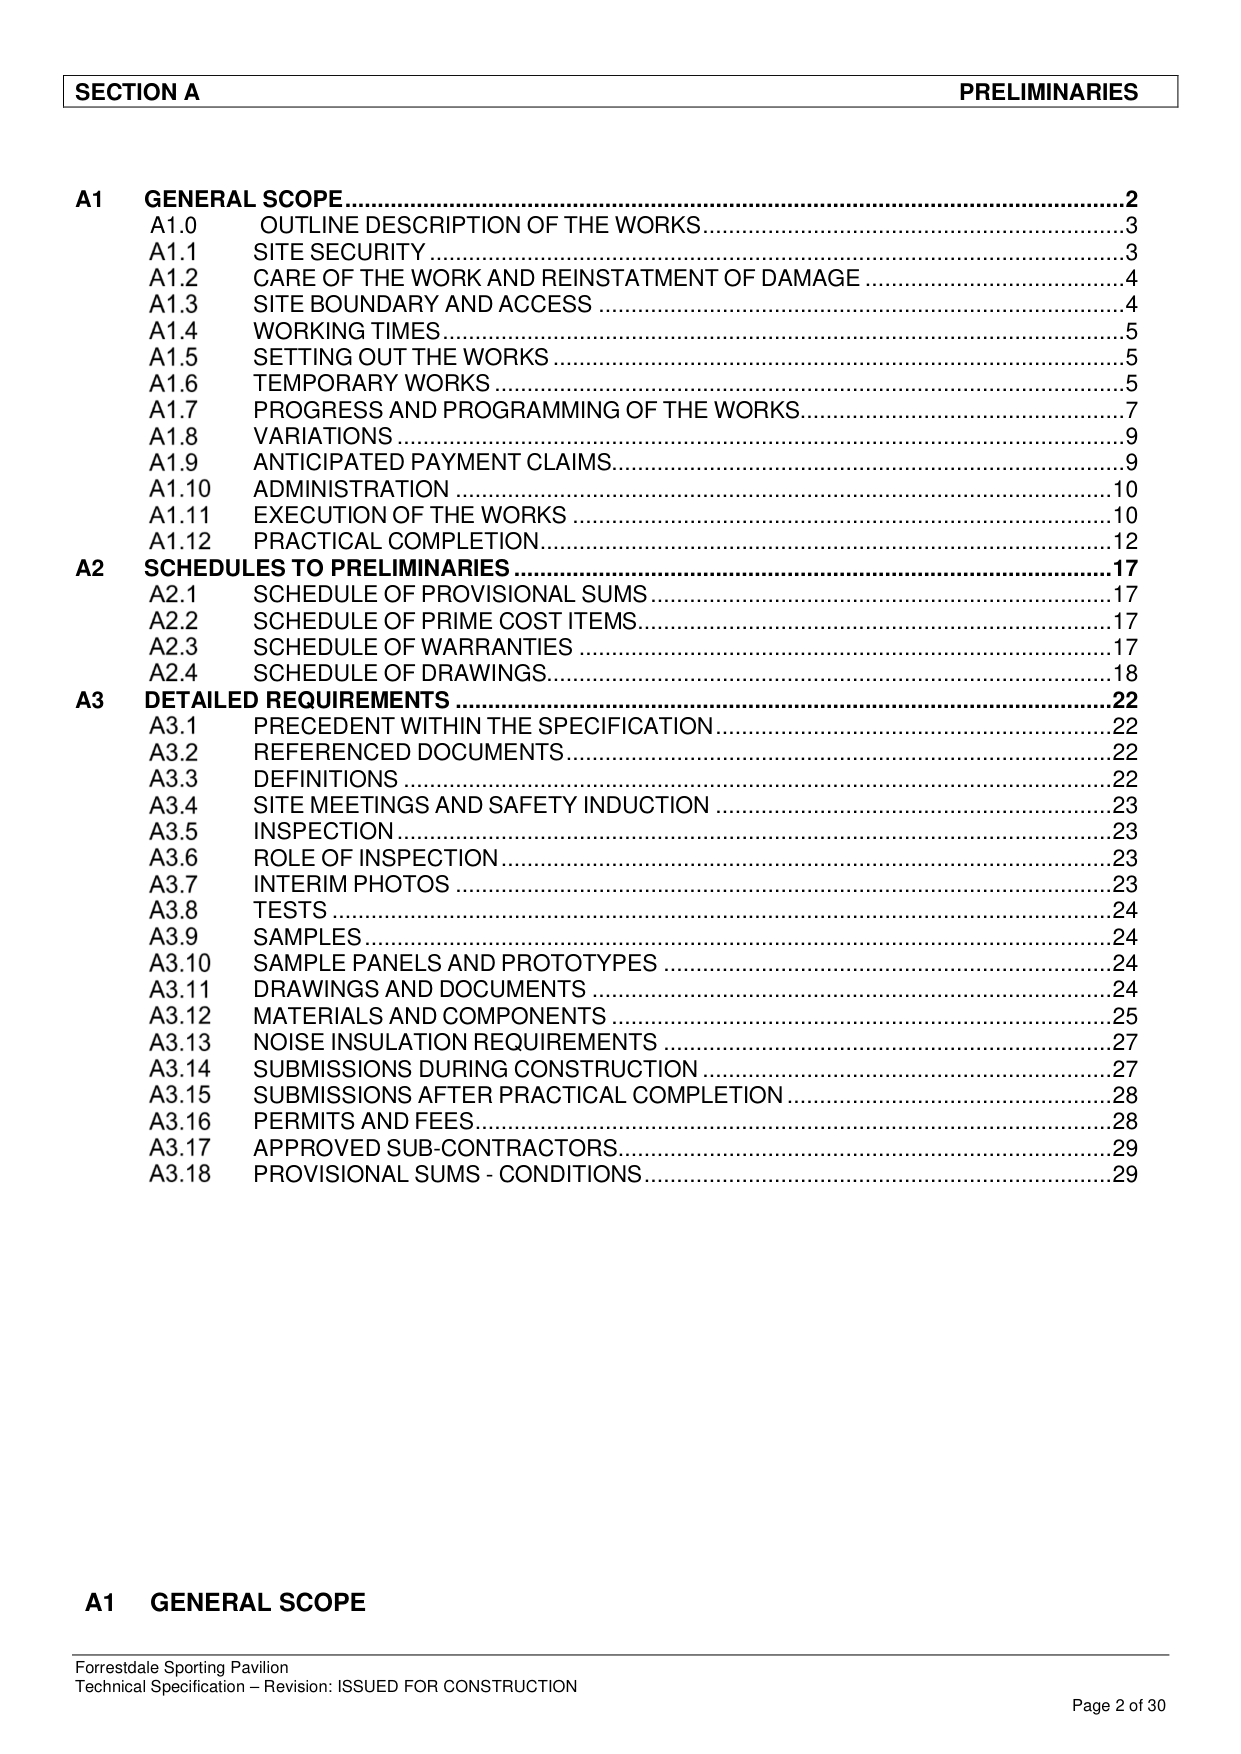 SECTION A PRELIMINARIES
A1 GENERAL SCOPE.......................................................................................................................2
A1.0 OUTLINE DESCRIPTION OF THE WORKS.................................................................3
A1.1 SITE SECURITY ...........................................................................................................3
A1.2 CARE OF THE WORK AND REINSTATMENT OF DAMAGE ........................................4
A1.3 SITE BOUNDARY AND ACCESS .................................................................................4
A1.4 WORKING TIMES.........................................................................................................5
A1.5 SETTING OUT THE WORKS ........................................................................................5
A1.6 TEMPORARY WORKS .................................................................................................5
A1.7 PROGRESS AND PROGRAMMING OF THE WORKS..................................................7
A1.8 VARIATIONS ................................................................................................................9
A1.9 ANTICIPATED PAYMENT CLAIMS...............................................................................9
A1.10 ADMINISTRATION .....................................................................................................10
A1.11 EXECUTION OF THE WORKS ...................................................................................10
A1.12 PRACTICAL COMPLETION........................................................................................12
A2 SCHEDULES TO PRELIMINARIES ...........................................................................................17
A2.1 SCHEDULE OF PROVISIONAL SUMS.......................................................................17
A2.2 SCHEDULE OF PRIME COST ITEMS.........................................................................17
A2.3 SCHEDULE OF WARRANTIES ..................................................................................17
A2.4 SCHEDULE OF DRAWINGS.......................................................................................18
A3 DETAILED REQUIREMENTS ....................................................................................................22
A3.1 PRECEDENT WITHIN THE SPECIFICATION.............................................................22
A3.2 REFERENCED DOCUMENTS....................................................................................22
A3.3 DEFINITIONS .............................................................................................................22
A3.4 SITE MEETINGS AND SAFETY INDUCTION .............................................................23
A3.5 INSPECTION..............................................................................................................23
A3.6 ROLE OF INSPECTION..............................................................................................23
A3.7 INTERIM PHOTOS .....................................................................................................23
A3.8 TESTS ........................................................................................................................24
A3.9 SAMPLES...................................................................................................................24
A3.10 SAMPLE PANELS AND PROTOTYPES .....................................................................24
A3.11 DRAWINGS AND DOCUMENTS ................................................................................24
A3.12 MATERIALS AND COMPONENTS .............................................................................25
A3.13 NOISE INSULATION REQUIREMENTS .....................................................................27
A3.14 SUBMISSIONS DURING CONSTRUCTION ...............................................................27
A3.15 SUBMISSIONS AFTER PRACTICAL COMPLETION..................................................28
A3.16 PERMITS AND FEES..................................................................................................28
A3.17 APPROVED SUB-CONTRACTORS............................................................................29
A3.18 PROVISIONAL SUMS - CONDITIONS........................................................................29
A1 GENERAL SCOPE
Forrestdale Sporting Pavilion
Technical Specification – Revision: ISSUED FOR CONSTRUCTION
Page 2 of 30